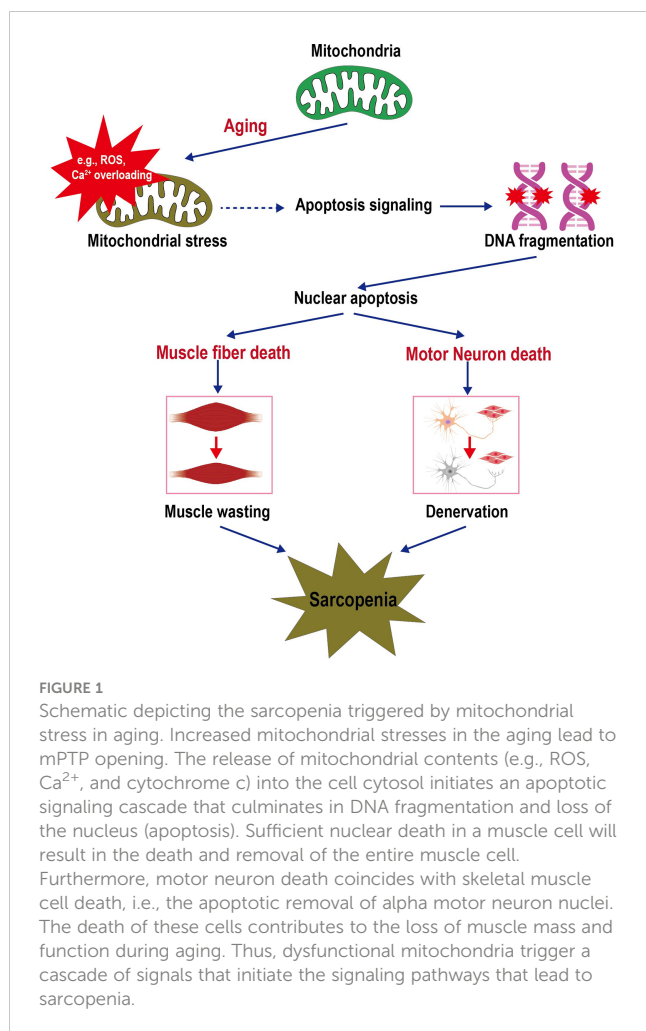 Mitochondria
Aging
e.g., ROS,
Ca²⁺ overloading
Mitochondrial stress
Apoptosis signaling
DNA fragmentation
Nuclear apoptosis
Muscle fiber death
Motor Neuron death
Muscle wasting
Denervation
Sarcopenia
FIGURE 1
Schematic depicting the sarcopenia triggered by mitochondrial
stress in aging. Increased mitochondrial stresses in the aging lead to
mPTP opening. The release of mitochondrial contents (e.g., ROS,
Ca²⁺, and cytochrome c) into the cell cytosol initiates an apoptotic
signaling cascade that culminates in DNA fragmentation and loss of
the nucleus (apoptosis). Sufficient nuclear death in a muscle cell will
result in the death and removal of the entire muscle cell.
Furthermore, motor neuron death coincides with skeletal muscle
cell death, i.e., the apoptotic removal of alpha motor neuron nuclei.
The death of these cells contributes to the loss of muscle mass and
function during aging. Thus, dysfunctional mitochondria trigger a
cascade of signals that initiate the signaling pathways that lead to
sarcopenia.